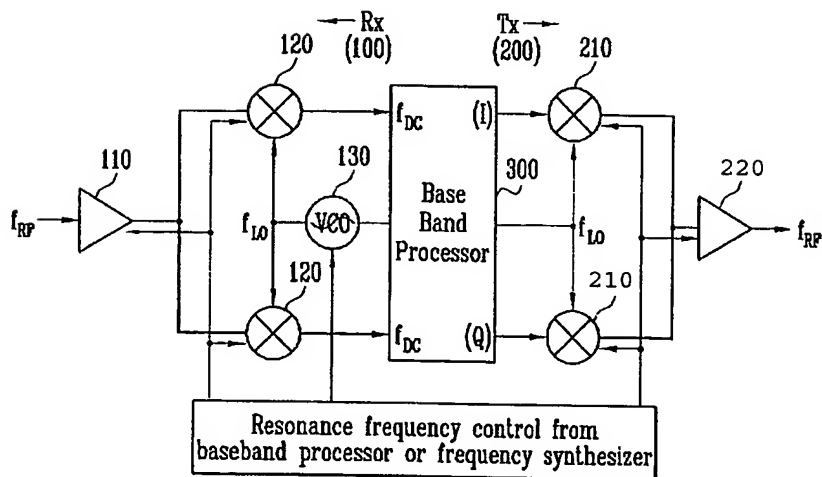 ← Rx
(100)
Tx →
(200)
120
210
f_DC
(I)
110
130
300
220
f_RF
f_LO
VCO
Base
Band
Processor
f_LO
f_RF
120
210
f_DC
(Q)
Resonance frequency control from
baseband processor or frequency synthesizer